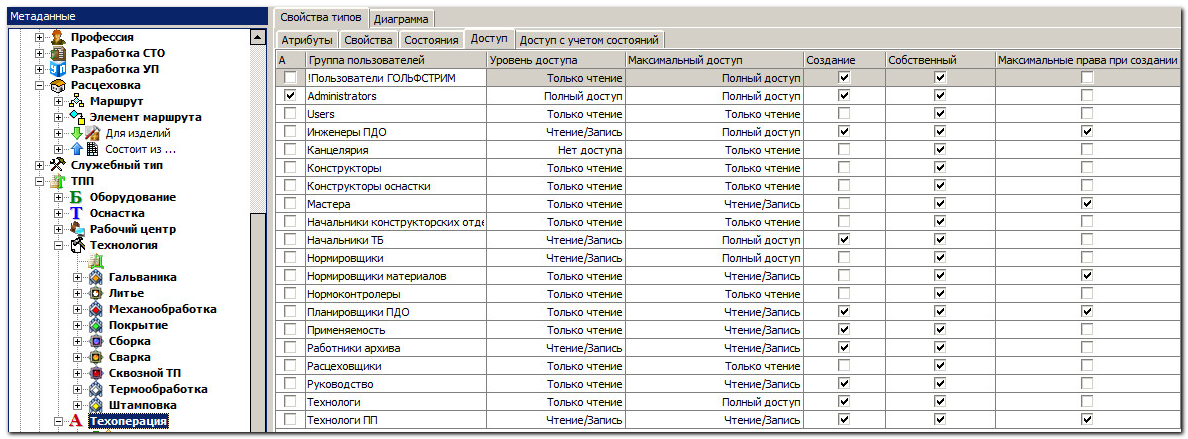 Метаданные
Профессия
Разработка СТО
Разработка УП
Расцеховка
Маршрут
Элемент маршрута
Для изделий
Состоит из ...
Служебный тип
ТПП
Оборудование
Оснастка
Рабочий центр
Технология
Гальваника
Литье
Механообработка
Покрытие
Сборка
Сварка
Сквозной ТП
Термообработка
Штамповка
Техоперация
Свойства типов Диаграмма
Атрибуты Свойства Состояния Доступ Доступ с учетом состояний
А Группа пользователей Уровень доступа Максимальный доступ Создание Собственный Максимальные права при создании
!Пользователи ГОЛЬФСТРИМ Только чтение Полный доступ
Administrators Полный доступ Полный доступ
Users Только чтение Только чтение
Инженеры ПДО Чтение/Запись Полный доступ
Канцелярия Нет доступа Только чтение
Конструкторы Только чтение Только чтение
Конструкторы оснастки Только чтение Только чтение
Мастера Только чтение Чтение/Запись
Начальники конструкторских отде Только чтение Только чтение
Начальники ТБ Чтение/Запись Полный доступ
Нормировщики Чтение/Запись Полный доступ
Нормировщики материалов Только чтение Чтение/Запись
Нормоконтролеры Только чтение Только чтение
Планировщики ПДО Только чтение Чтение/Запись
Применяемость Только чтение Чтение/Запись
Работники архива Чтение/Запись Чтение/Запись
Расцеховщики Только чтение Только чтение
Руководство Только чтение Чтение/Запись
Технологи Только чтение Полный доступ
Технологи ПП Чтение/Запись Чтение/Запись